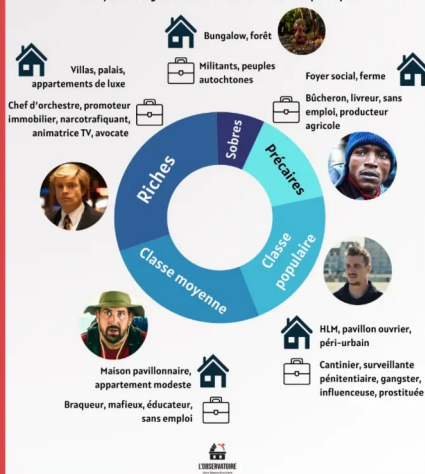 Bungalow, forêt
Militants, peuples
autochtones
Villas, palais,
appartements de luxe
Chef d'orchestre, promoteur
immobilier, narcotrafiquant,
animatrice TV, avocate
Foyer social, ferme
Bûcheron, livreur, sans
emploi, producteur
agricole
Riches
Sobres
Précaires
Classe moyenne
Classe
populaire
HLM, pavillon ouvrier,
péri-urbain
Cantinier, surveillante
pénitentiaire, gangster,
influenceuse, prostituée
Maison pavillonnaire,
appartement modeste
Braqueur, mafieux, éducateur,
sans emploi
L'OBSERVATOIRE